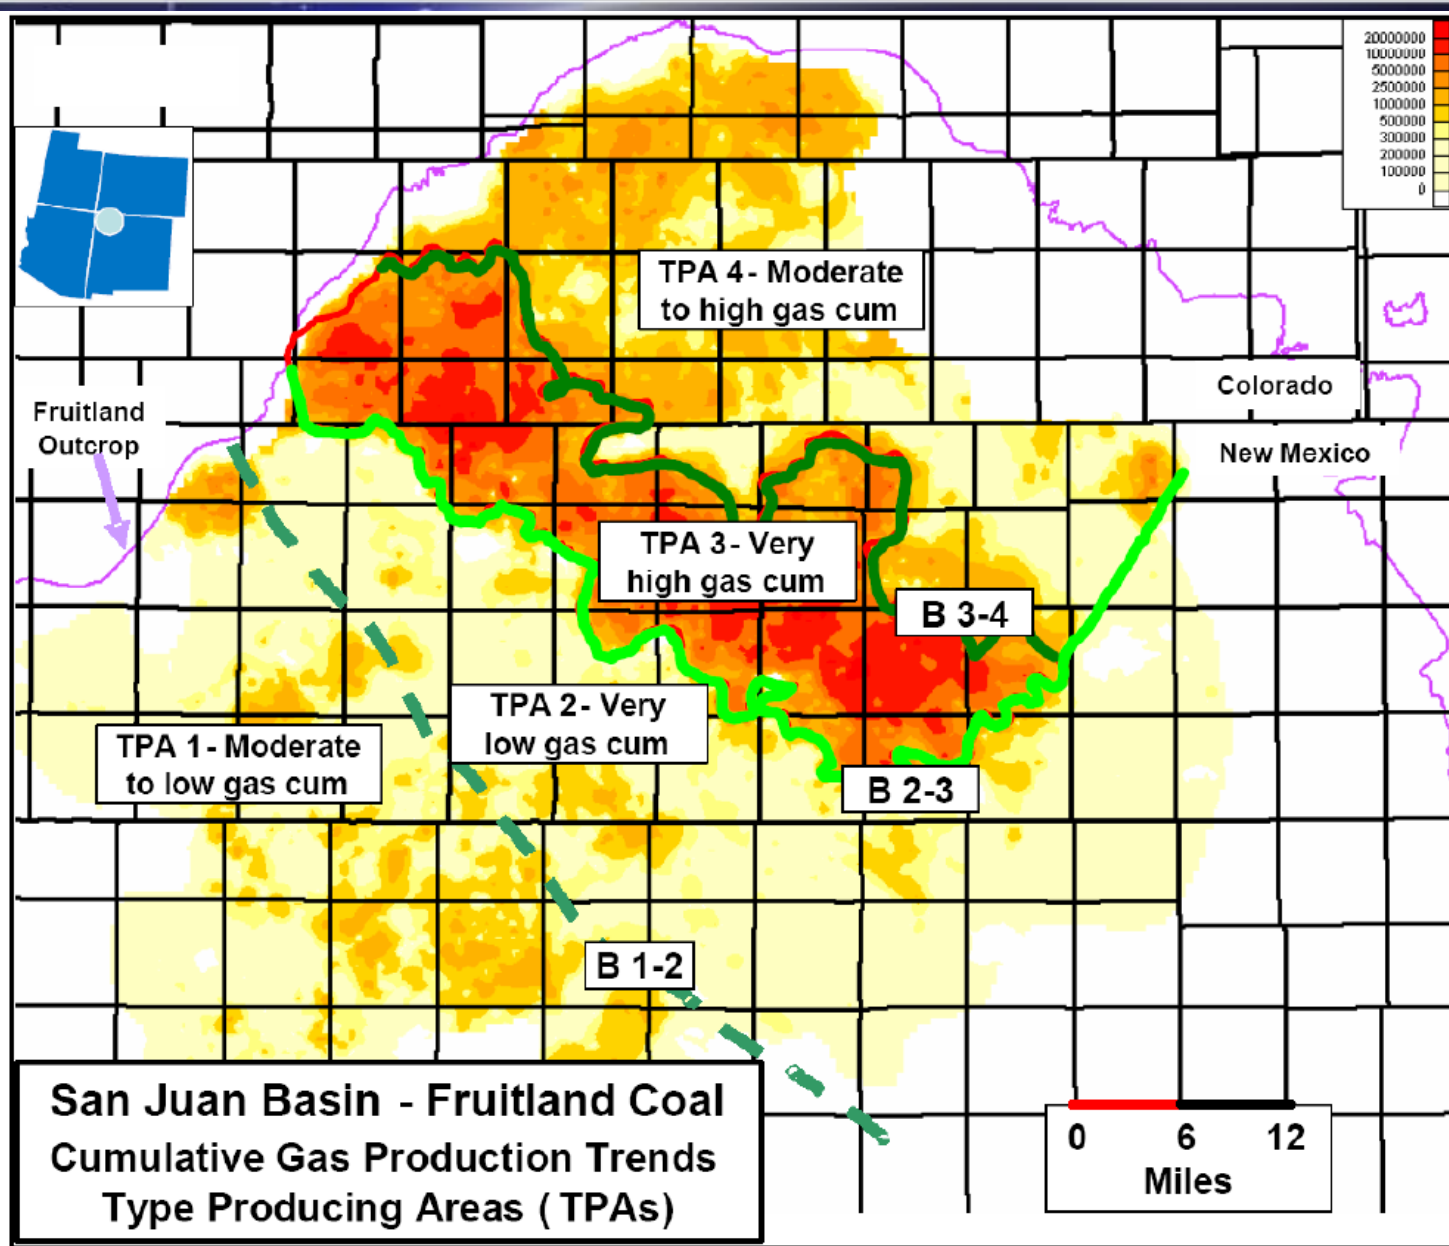 20000000
10000000
5000000
2500000
1000000
500000
300000
200000
100000
0
TPA 4 - Moderate
to high gas cum
Colorado
Fruitland
Outcrop
New Mexico
TPA 3 - Very
high gas cum
B 3-4
TPA 2 - Very
low gas cum
TPA 1 - Moderate
to low gas cum
B 2-3
B 1-2
San Juan Basin - Fruitland Coal
Cumulative Gas Production Trends
Type Producing Areas ( TPAs)
0 6 12
Miles